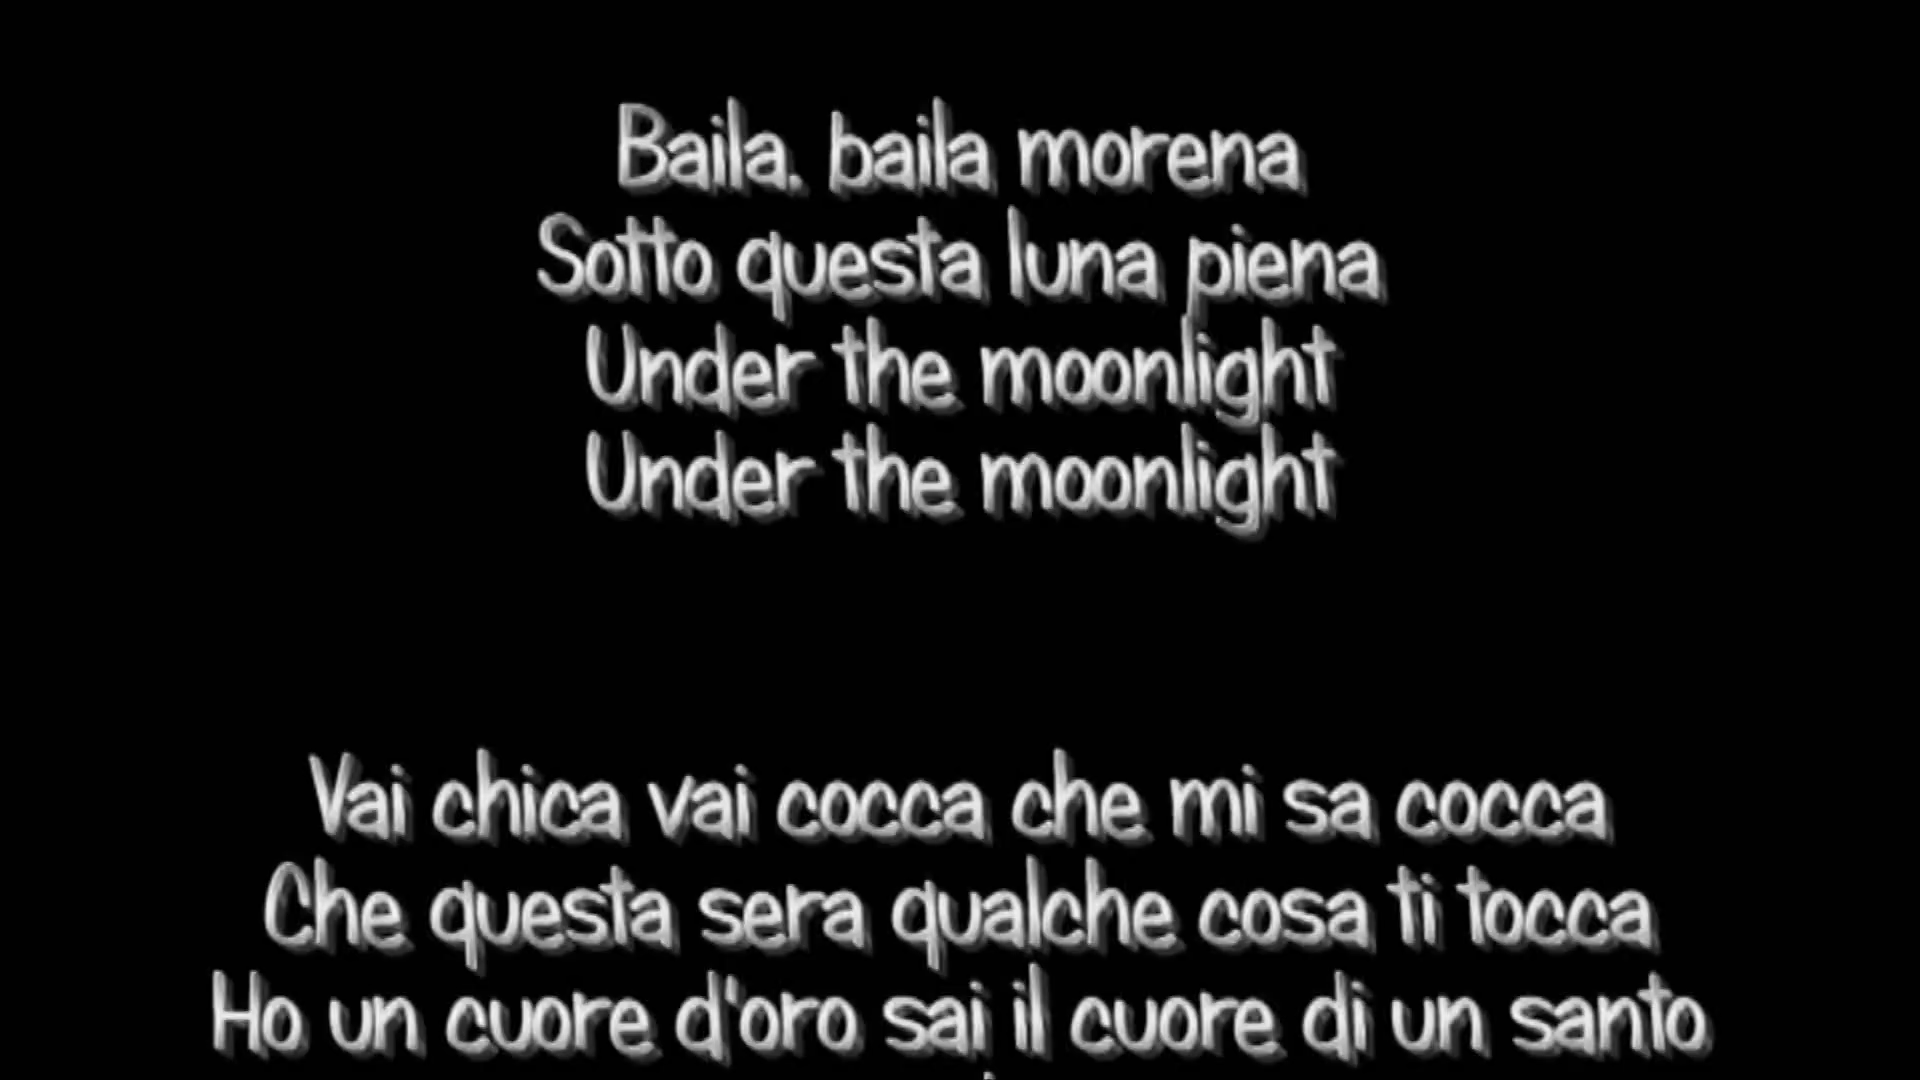 Baila, baila morena
Sotto questa luna piena
Under the moonlight
Under the moonlight
Vai chica vai cocca che mi sa cocca
Che questa sera qualche cosa ti tocca
Ho un cuore d'oro sai il cuore di un santo